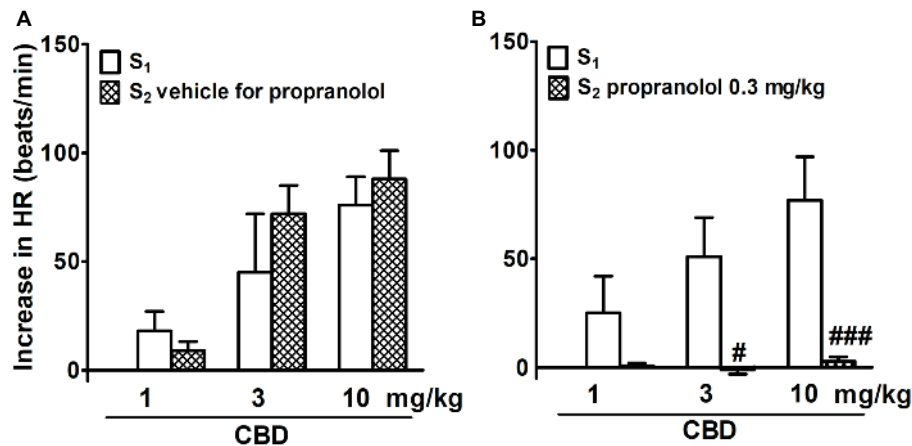 A
Increase in HR (beats/min)
150
100
50
0
S₁
S₂ vehicle for propranolol
1 3 10 mg/kg
CBD
B
150
100
50
0
S₁
S₂ propranolol 0.3 mg/kg
#
###
1 3 10 mg/kg
CBD